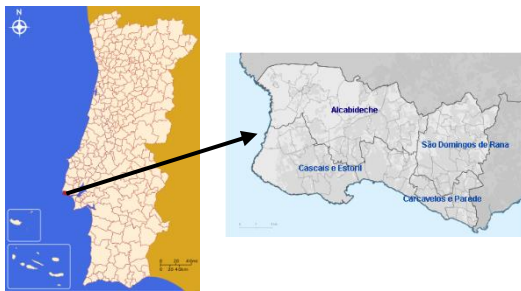 N
Alcabideche
São Domingos de Rana
Cascais e Estoril
Carcavelos e Parede